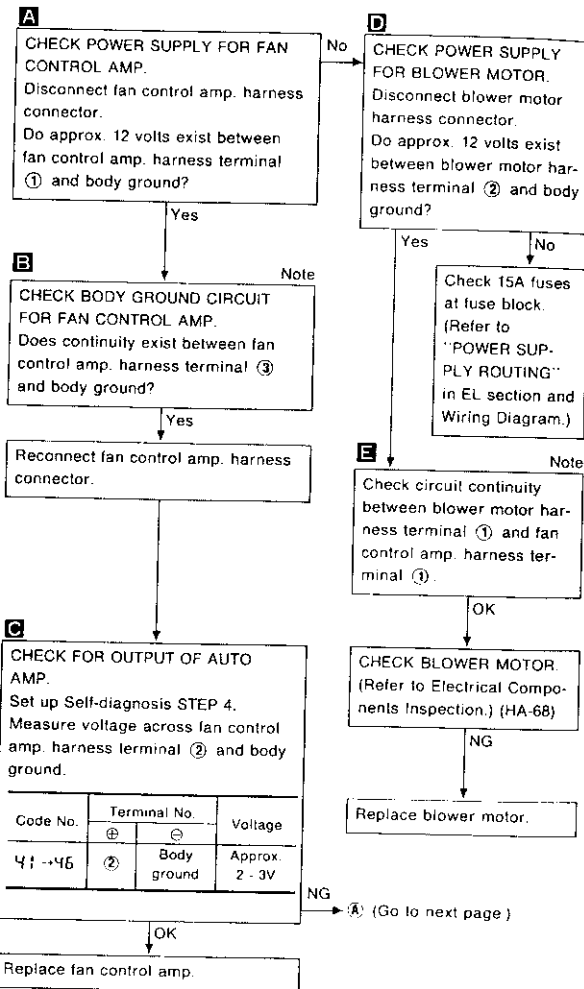 A
CHECK POWER SUPPLY FOR FAN
CONTROL AMP.
Disconnect fan control amp. harness
connector.
Do approx. 12 volts exist between
fan control amp. harness terminal
① and body ground?
No
Yes
B
Note
CHECK BODY GROUND CIRCUIT
FOR FAN CONTROL AMP.
Does continuity exist between fan
control amp. harness terminal ③
and body ground?
Yes
Reconnect fan control amp. harness
connector.
C
CHECK FOR OUTPUT OF AUTO
AMP.
Set up Self-diagnosis STEP 4.
Measure voltage across fan control
amp. harness terminal ② and body
ground.
Code No. Terminal No. Voltage
⊕ ⊖
41 → 46 ② Body ground Approx. 2 - 3V
NG
Ⓐ (Go to next page)
OK
Replace fan control amp.
D
CHECK POWER SUPPLY
FOR BLOWER MOTOR.
Disconnect blower motor
harness connector.
Do approx. 12 volts exist
between blower motor har-
ness terminal ② and body
ground?
Yes
No
Check 15A fuses
at fuse block.
(Refer to
"POWER SUP-
PLY ROUTING"
in EL section and
Wiring Diagram.)
E
Note
Check circuit continuity
between blower motor har-
ness terminal ① and fan
control amp. harness ter-
minal ①.
OK
CHECK BLOWER MOTOR.
(Refer to Electrical Compo-
nents Inspection.) (HA-68)
NG
Replace blower motor.